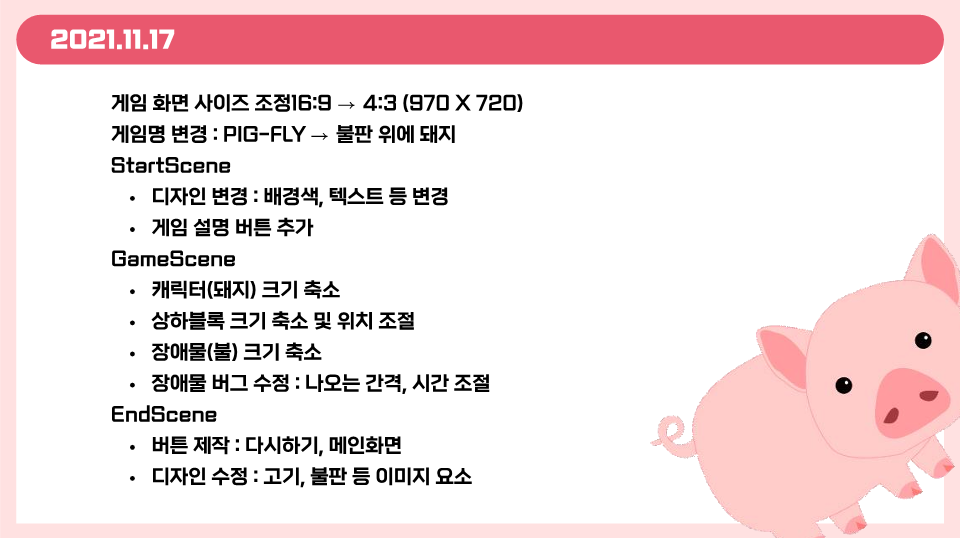 2021.11.17
게임 화면 사이즈 조정16:9 → 4:3 (970 X 720)
게임명 변경 : PIG-FLY → 불판 위에 돼지
StartScene
• 디자인 변경 : 배경색, 텍스트 등 변경
• 게임 설명 버튼 추가
GameScene
• 캐릭터(돼지) 크기 축소
• 상하블록 크기 축소 및 위치 조절
• 장애물(불) 크기 축소
• 장애물 버그 수정 : 나오는 간격, 시간 조절
EndScene
• 버튼 제작 : 다시하기, 메인화면
• 디자인 수정 : 고기, 불판 등 이미지 요소